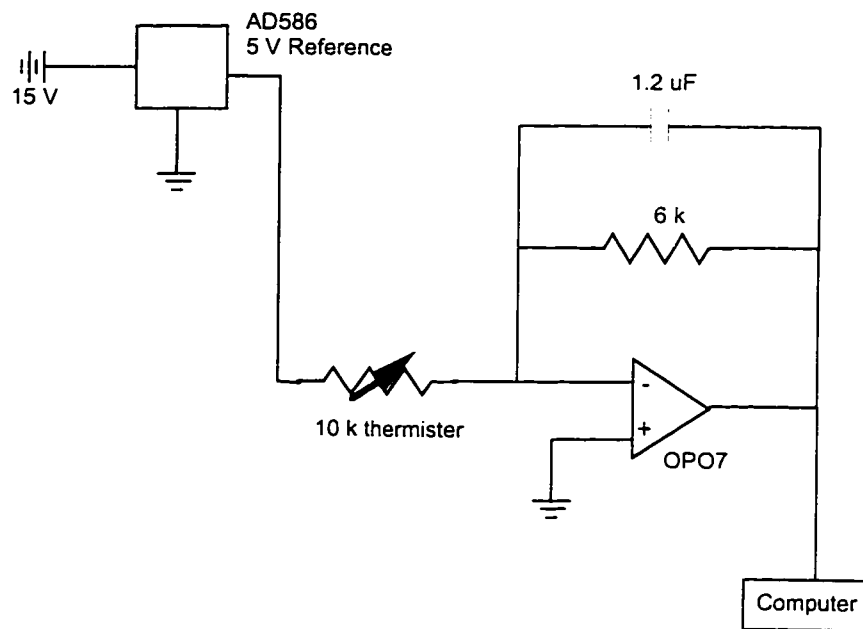 AD586
5 V Reference
15 V
1.2 uF
6 k
10 k thermister
-
+
OPO7
Computer